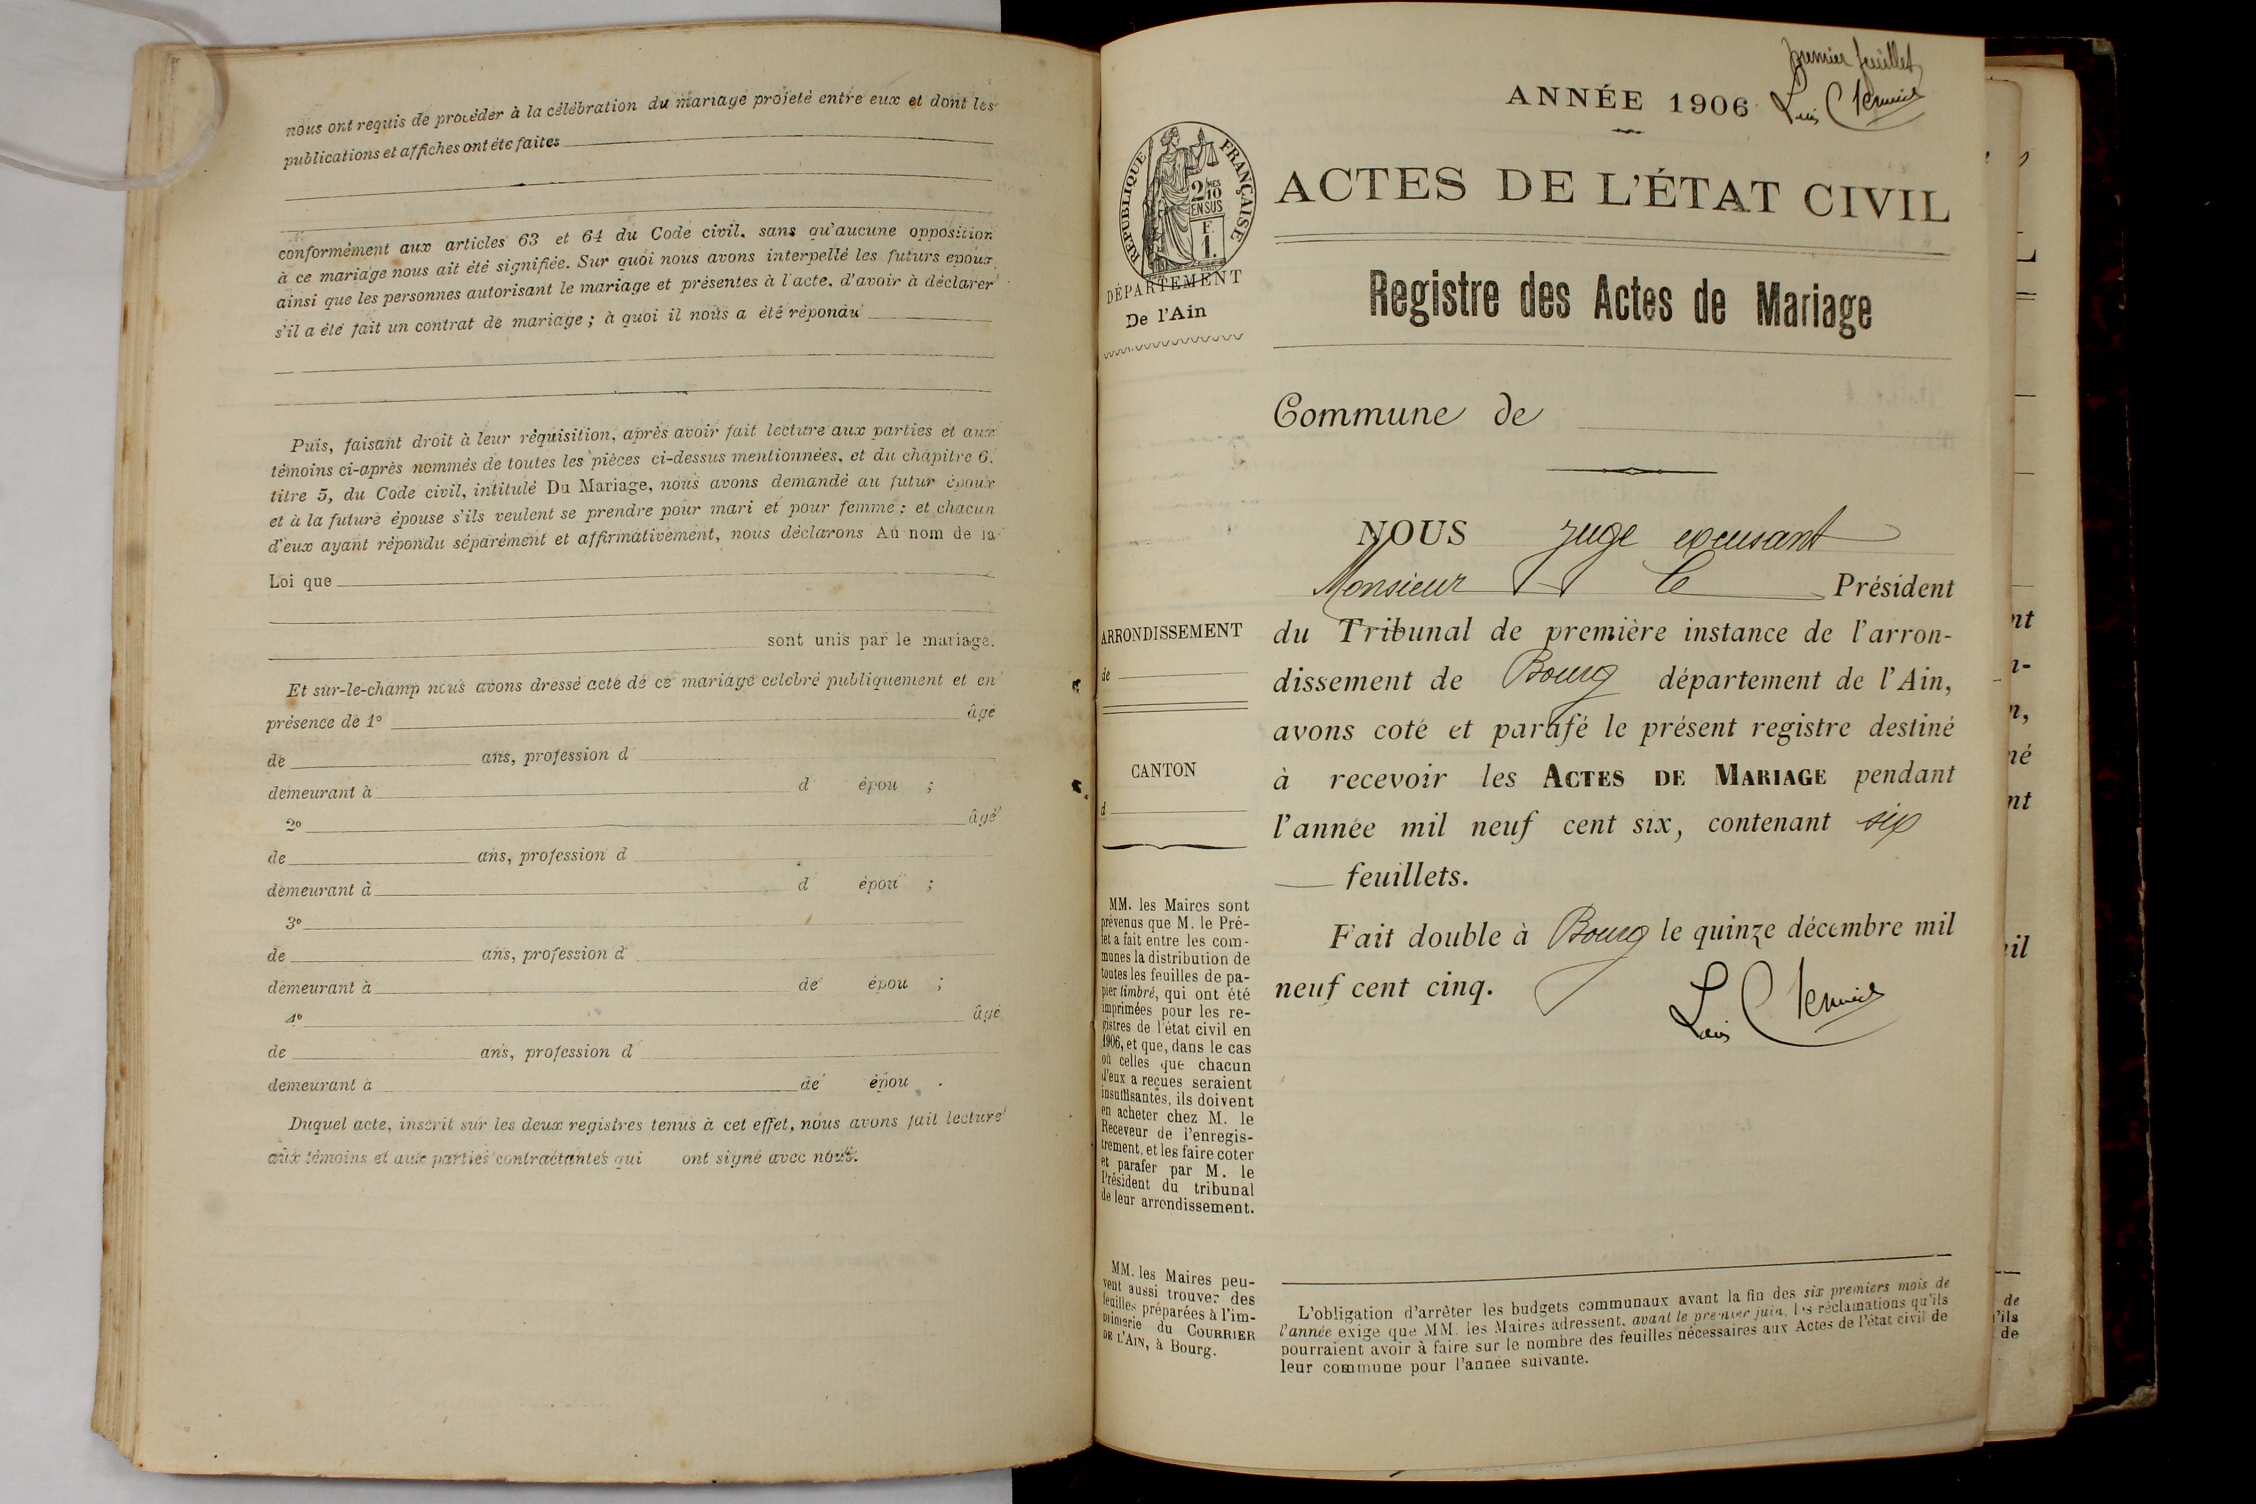 nous ont requis de procéder à la célébration du mariage projeté entre eux et dont les
publications et affiches ont été faites
conformément aux articles 63 et 64 du Code civil, sans qu'aucune opposition
à ce mariage nous ait été signifiée. Sur quoi nous avons interpellé les futurs époux,
ainsi que les personnes autorisant le mariage et présentes à l'acte, d'avoir à déclarer
s'il a été fait un contrat de mariage ; à quoi il nous a été répondu
Puis, faisant droit à leur réquisition, après avoir fait lecture aux parties et aux
témoins ci-après nommés de toutes les pièces ci-dessus mentionnées, et du chapitre 6,
titre 5, du Code civil, intitulé Du Mariage, nous avons demandé au futur époux
et à la future épouse s'ils veulent se prendre pour mari et pour femme ; et chacun
d'eux ayant répondu séparément et affirmativement, nous déclarons Au nom de la
Loi que
sont unis par le mariage.
Et sur-le-champ nous avons dressé acte de ce mariage célébré publiquement et en
présence de 1º âgé
de ans, profession d
demeurant à d épou ;
2º âgé
de ans, profession d
demeurant à d épou ;
3º
de ans, profession d
demeurant à de épou ;
4º âgé
de ans, profession d
demeurant à de épou .
Duquel acte, inscrit sur les deux registres tenus à cet effet, nous avons fait lecture
aux témoins et aux parties contractantes qui ont signé avec nous.
premier feuillet
ANNÉE 1906
RÉPUBLIQUE FRANÇAISE
2/10MES
EN SUS
F.
1.
ACTES DE L'ÉTAT CIVIL
DÉPARTEMENT
De l'Ain
Registre des Actes de Mariage
Commune de
NOUS Juge excusant
Monsieur le Président
du Tribunal de première instance de l'arron-
dissement de Bourg département de l'Ain,
avons coté et parafé le présent registre destiné
à recevoir les ACTES DE MARIAGE pendant
l'année mil neuf cent six, contenant six
feuillets.
Fait double à Bourg le quinze décembre mil
neuf cent cinq.
ARRONDISSEMENT
de
CANTON
d
MM. les Maires sont
prévenus que M. le Pré-
fet a fait entre les com-
munes la distribution de
toutes les feuilles de pa-
pier timbré, qui ont été
imprimées pour les re-
gistres de l'état civil en
1906, et que, dans le cas
où celles que chacun
d'eux a reçues seraient
insuffisantes, ils doivent
en acheter chez M. le
Receveur de l'enregis-
trement, et les faire coter
et parafer par M. le
Président du tribunal
de leur arrondissement.
MM. les Maires peu-
vent aussi trouver des
feuilles préparées à l'im-
primerie du COURRIER
DE L'AIN, à Bourg.
L'obligation d'arrêter les budgets communaux avant la fin des six premiers mois de
l'année exige que MM. les Maires adressent, avant le premier juin, les réclamations qu'ils
pourraient avoir à faire sur le nombre des feuilles nécessaires aux Actes de l'état civil de
leur commune pour l'année suivante.